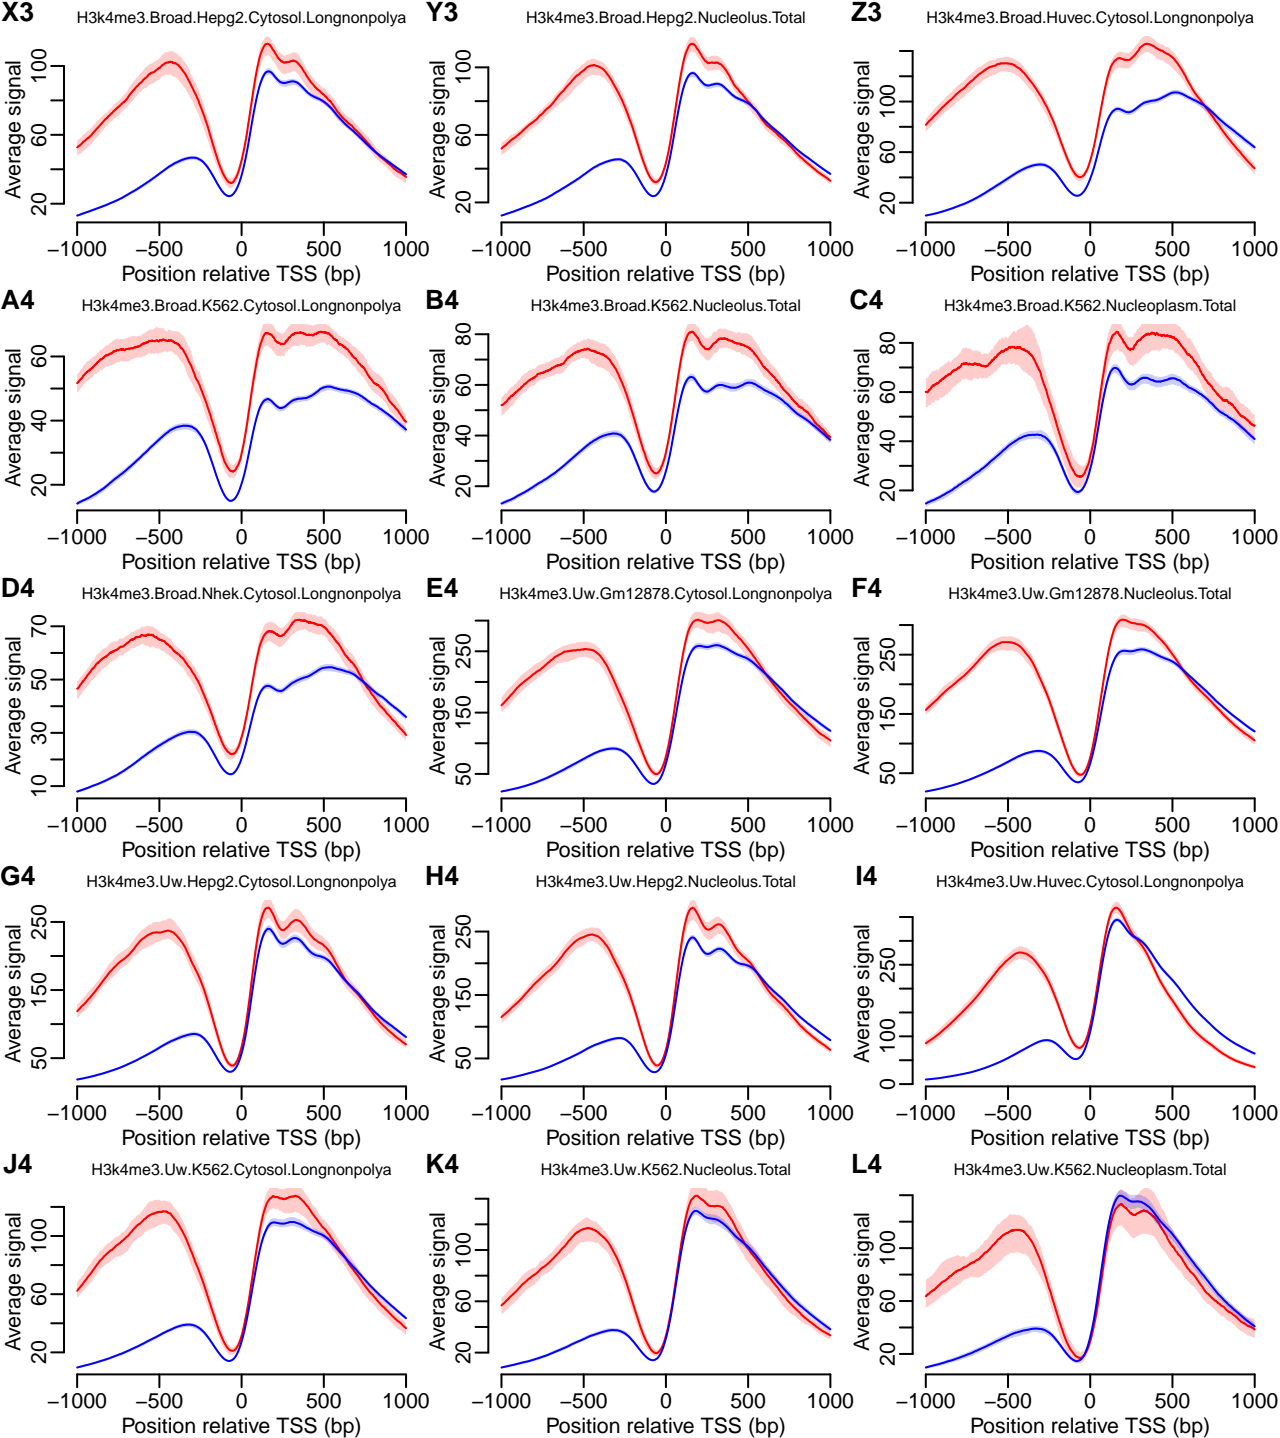 X3 H3k4me3.Broad.Hepg2.Cytosol.Longnonpolya
Average signal
20 60 100
−1000 −500 0 500 1000
Position relative TSS (bp)
Y3 H3k4me3.Broad.Hepg2.Nucleolus.Total
Average signal
20 60 100
−1000 −500 0 500 1000
Position relative TSS (bp)
Z3 H3k4me3.Broad.Huvec.Cytosol.Longnonpolya
Average signal
20 60 100
−1000 −500 0 500 1000
Position relative TSS (bp)
A4 H3k4me3.Broad.K562.Cytosol.Longnonpolya
Average signal
20 40 60
−1000 −500 0 500 1000
Position relative TSS (bp)
B4 H3k4me3.Broad.K562.Nucleolus.Total
Average signal
20 40 60 80
−1000 −500 0 500 1000
Position relative TSS (bp)
C4 H3k4me3.Broad.K562.Nucleoplasm.Total
Average signal
20 40 60 80
−1000 −500 0 500 1000
Position relative TSS (bp)
D4 H3k4me3.Broad.Nhek.Cytosol.Longnonpolya
Average signal
10 30 50 70
−1000 −500 0 500 1000
Position relative TSS (bp)
E4 H3k4me3.Uw.Gm12878.Cytosol.Longnonpolya
Average signal
50 150 250
−1000 −500 0 500 1000
Position relative TSS (bp)
F4 H3k4me3.Uw.Gm12878.Nucleolus.Total
Average signal
50 150 250
−1000 −500 0 500 1000
Position relative TSS (bp)
G4 H3k4me3.Uw.Hepg2.Cytosol.Longnonpolya
Average signal
50 150 250
−1000 −500 0 500 1000
Position relative TSS (bp)
H4 H3k4me3.Uw.Hepg2.Nucleolus.Total
Average signal
50 150 250
−1000 −500 0 500 1000
Position relative TSS (bp)
I4 H3k4me3.Uw.Huvec.Cytosol.Longnonpolya
Average signal
0 100 250
−1000 −500 0 500 1000
Position relative TSS (bp)
J4 H3k4me3.Uw.K562.Cytosol.Longnonpolya
Average signal
20 60 100
−1000 −500 0 500 1000
Position relative TSS (bp)
K4 H3k4me3.Uw.K562.Nucleolus.Total
Average signal
20 60 100
−1000 −500 0 500 1000
Position relative TSS (bp)
L4 H3k4me3.Uw.K562.Nucleoplasm.Total
Average signal
20 60 100
−1000 −500 0 500 1000
Position relative TSS (bp)